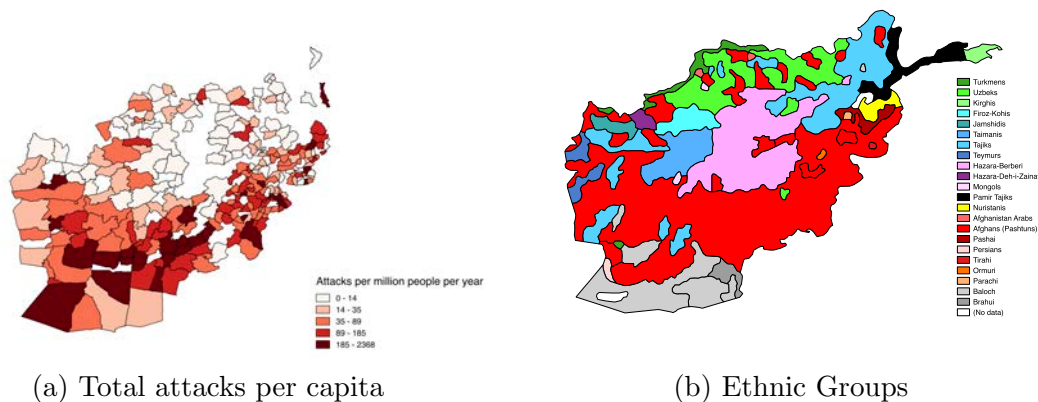 Attacks per million people per year
0 - 14
14 - 35
35 - 89
89 - 185
185 - 2368
(a) Total attacks per capita
Turkmens
Uzbeks
Kirghis
Firoz-Kohis
Jamshidis
Taimanis
Tajiks
Teymurs
Hazara-Berberi
Hazara-Deh-i-Zaina
Mongols
Pamir Tajiks
Nuristanis
Afghanistan Arabs
Afghans (Pashtuns)
Pashai
Persians
Tirahi
Ormuri
Parachi
Baloch
Brahui
(No data)
(b) Ethnic Groups